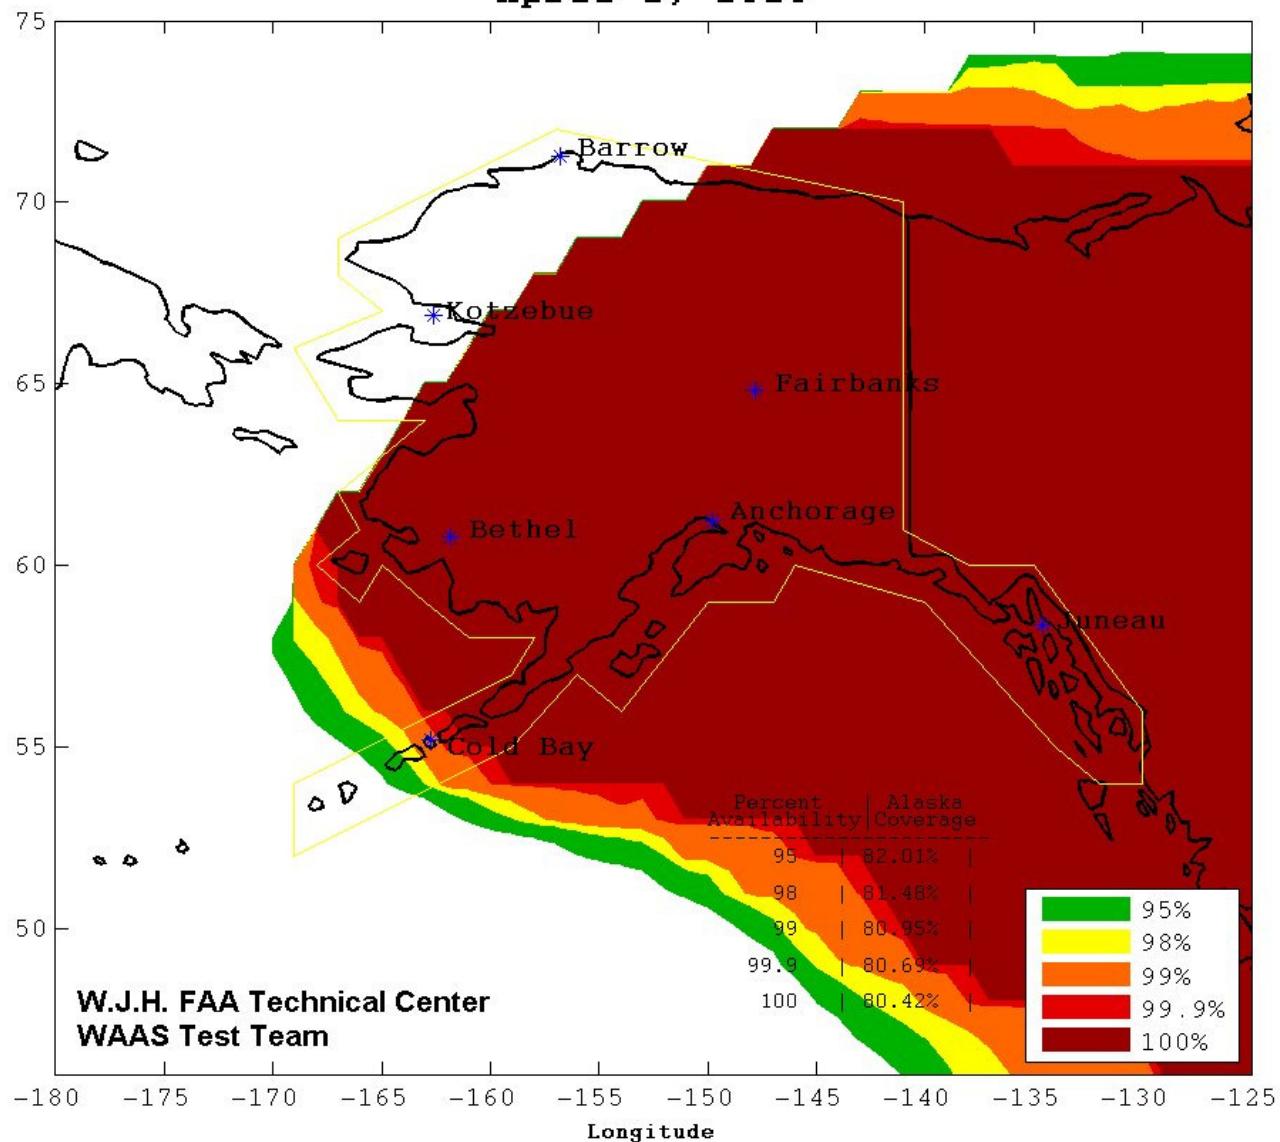 75
70
65
60
55
50
Barrow
Kotzebue
Fairbanks
Anchorage
Bethel
Juneau
Cold Bay
Percent | Alaska
Availability | Coverage
---------------------------
95 | 82.01% |
98 | 81.48% |
99 | 80.95% |
99.9 | 80.69% |
100 | 80.42% |
95%
98%
99%
99.9%
100%
W.J.H. FAA Technical Center
WAAS Test Team
-180 -175 -170 -165 -160 -155 -150 -145 -140 -135 -130 -125
Longitude